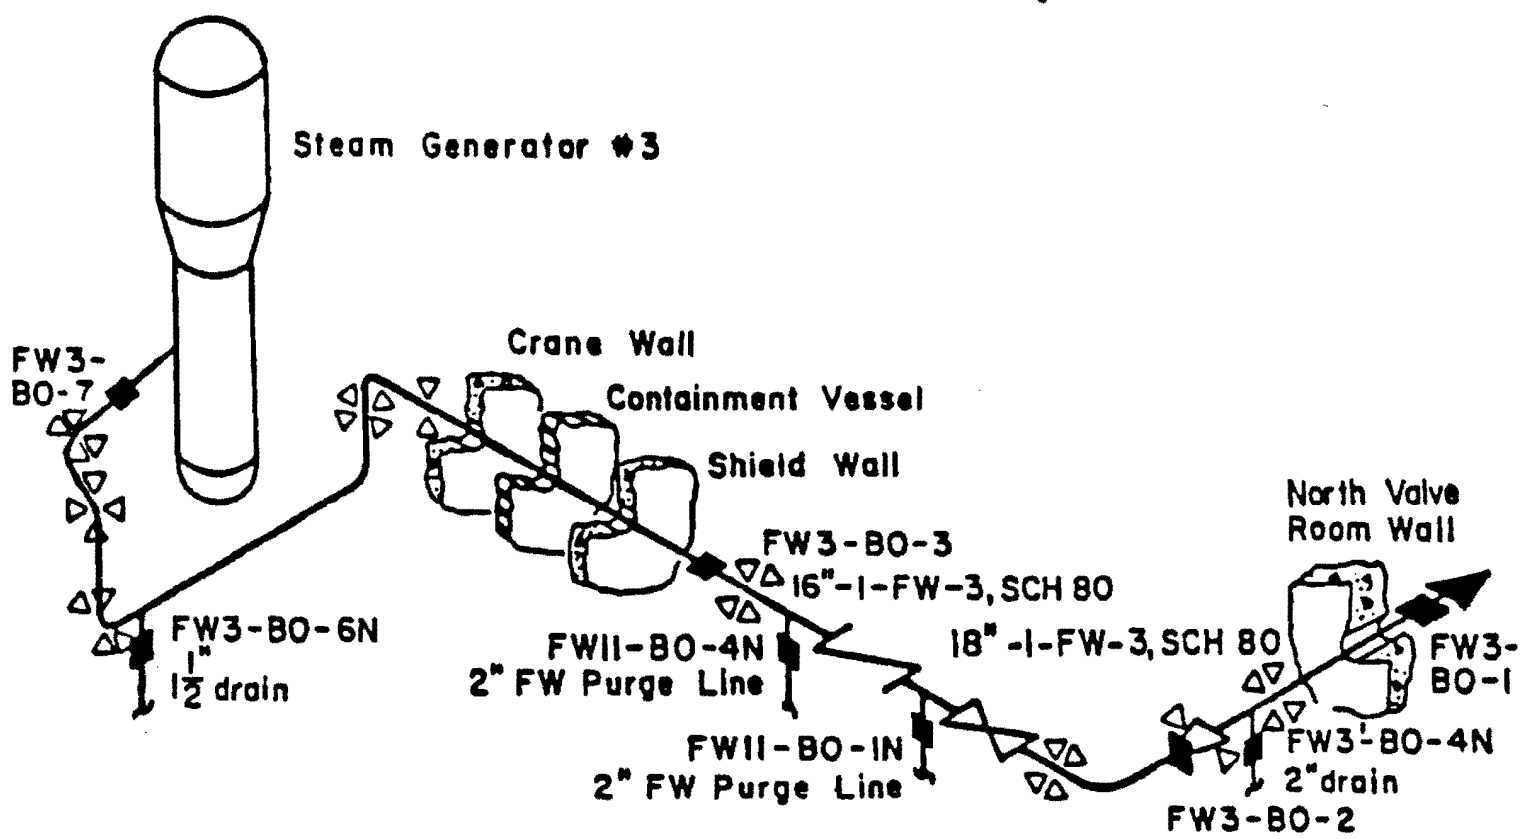 Steam Generator #3
Crane Wall
FW3-
BO-7
Containment Vessel
Shield Wall
North Valve
Room Wall
FW3-BO-3
16"-1-FW-3, SCH 80
FW3-BO-6N
1 1/2" drain
FW11-BO-4N
2" FW Purge Line
18"-1-FW-3, SCH 80
FW3-
BO-1
FW11-BO-1N
2" FW Purge Line
FW3-BO-4N
2" drain
FW3-BO-2